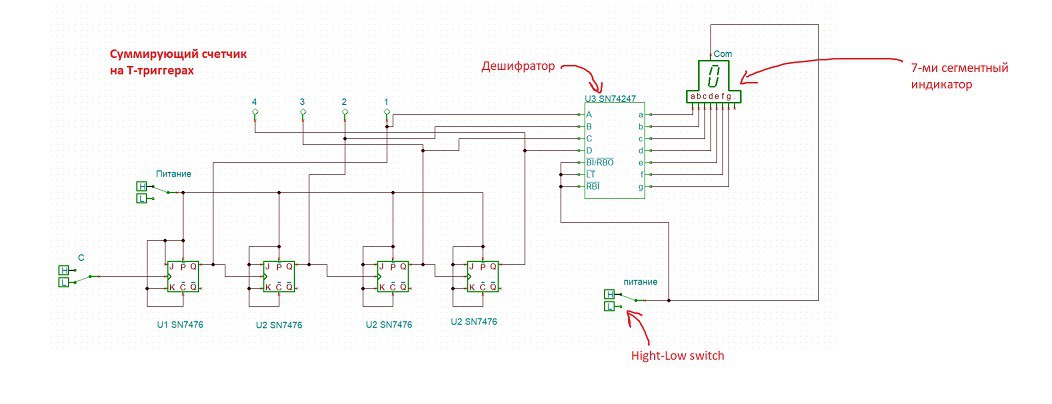 Суммирующий счетчик
на Т-триггерах
Дешифратор
Com
7-ми сегментный
индикатор
a b c d e f g .
4 3 2 1
U3 SN74247
A a
B b
C c
D d
BI/RBO e
LT f
RBI g
Питание
H
L
C
H
L
J P Q
K C Q
J P Q
K C Q
J P Q
K C Q
J P Q
K C Q
U1 SN7476
U2 SN7476
U2 SN7476
U2 SN7476
питание
H
L
Hight-Low switch